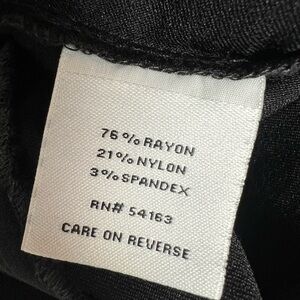 76% RAYON
21% NYLON
3% SPANDEX
RN# 54163
CARE ON REVERSE